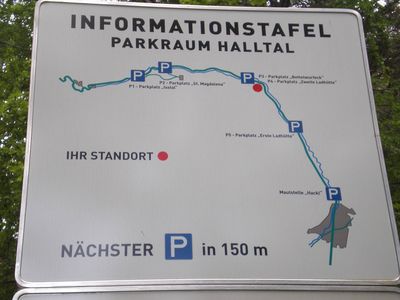 INFORMATIONSTAFEL
PARKRAUM HALLTAL
P
P
P1 - Parkplatz „Isstal“
P2 - Parkplatz „St. Magdalena“
P
P3 - Parkplatz „Bettelwurfeck“
P4 - Parkplatz „Zweite Ladhütte“
P
P5 - Parkplatz „Erste Ladhütte“
IHR STANDORT
P
Mautstelle „Hackl“
NÄCHSTER P in 150 m